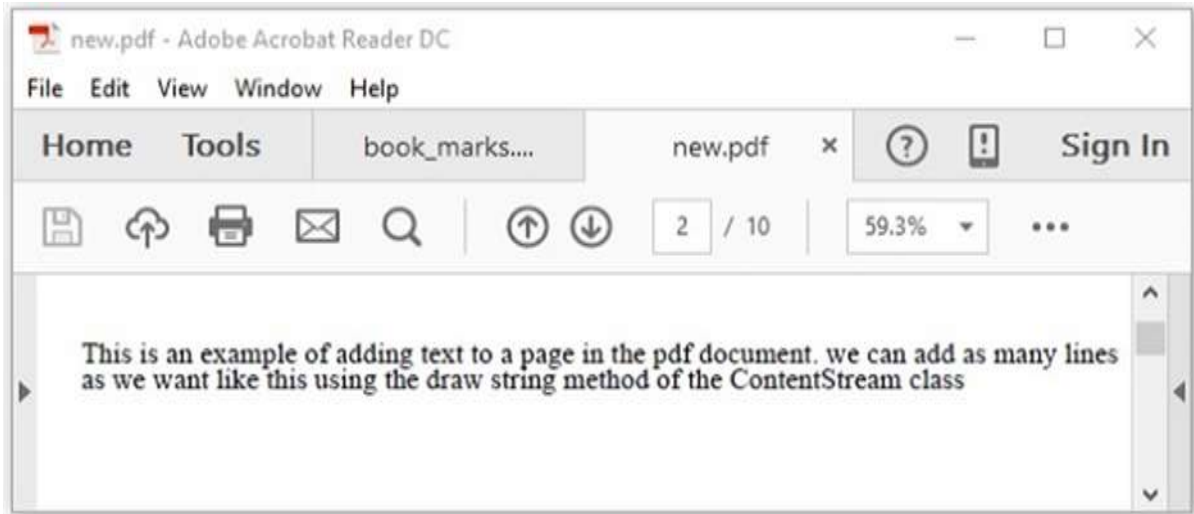 new.pdf - Adobe Acrobat Reader DC
File Edit View Window Help
Home Tools book_marks.... new.pdf × ? ! Sign In
2 / 10 59.3%
This is an example of adding text to a page in the pdf document. we can add as many lines
as we want like this using the draw string method of the ContentStream class